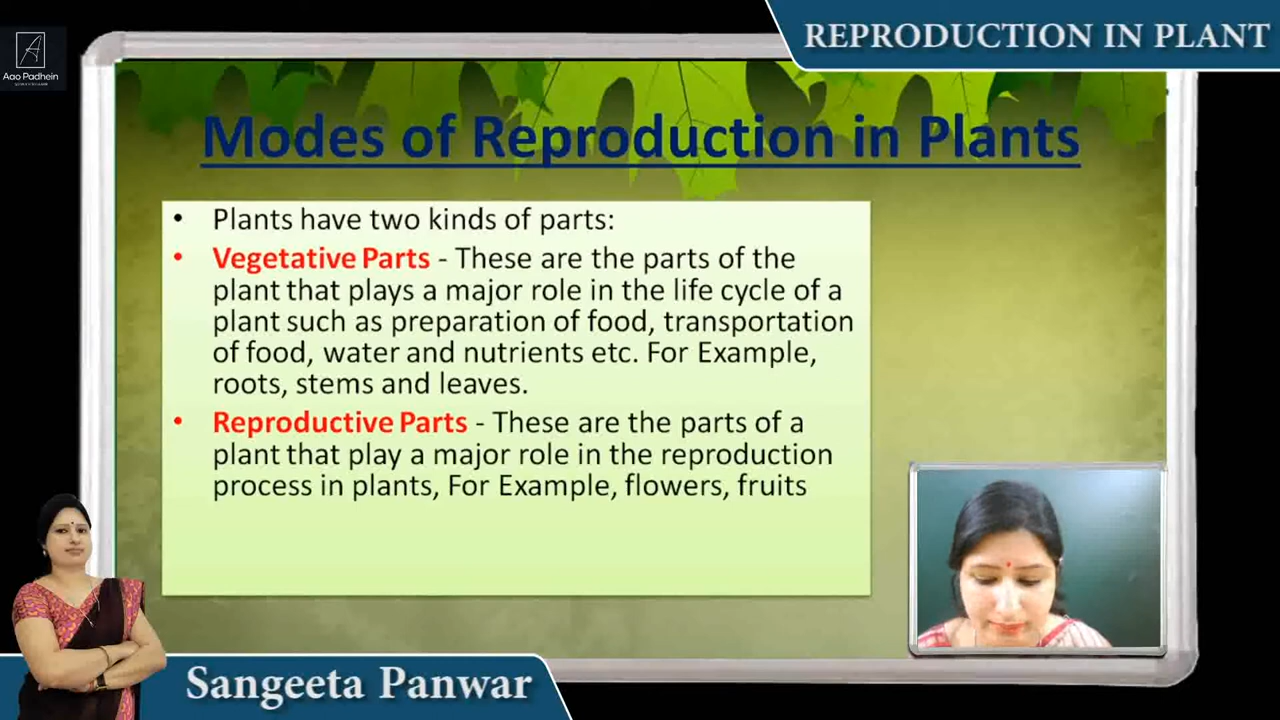 REPRODUCTION IN PLANT
Aao Padhein
Modes of Reproduction in Plants
• Plants have two kinds of parts:
• Vegetative Parts - These are the parts of the
plant that plays a major role in the life cycle of a
plant such as preparation of food, transportation
of food, water and nutrients etc. For Example,
roots, stems and leaves.
• Reproductive Parts - These are the parts of a
plant that play a major role in the reproduction
process in plants, For Example, flowers, fruits
Sangeeta Panwar